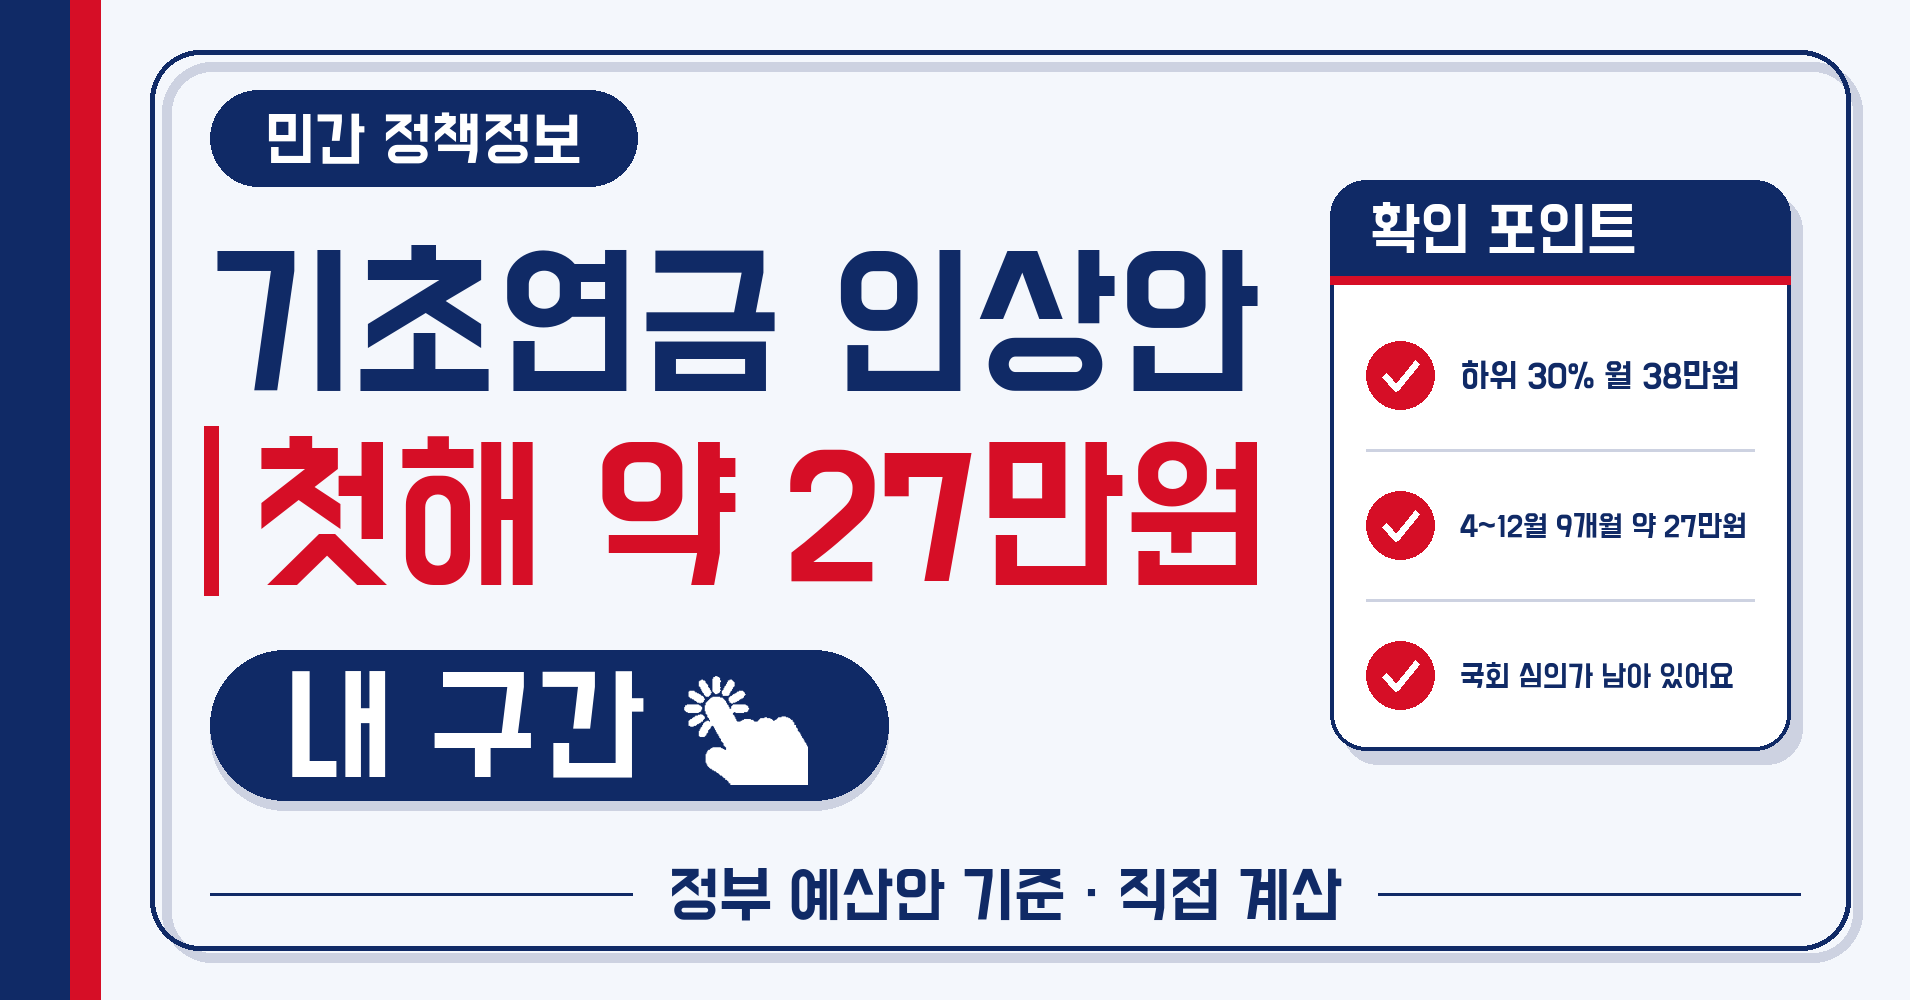 민간 정책정보
기초연금 인상안
첫해 약 27만원
내 구간
확인 포인트
하위 30% 월 38만원
4~12월 9개월 약 27만원
국회 심의가 남아 있어요
정부 예산안 기준 · 직접 계산